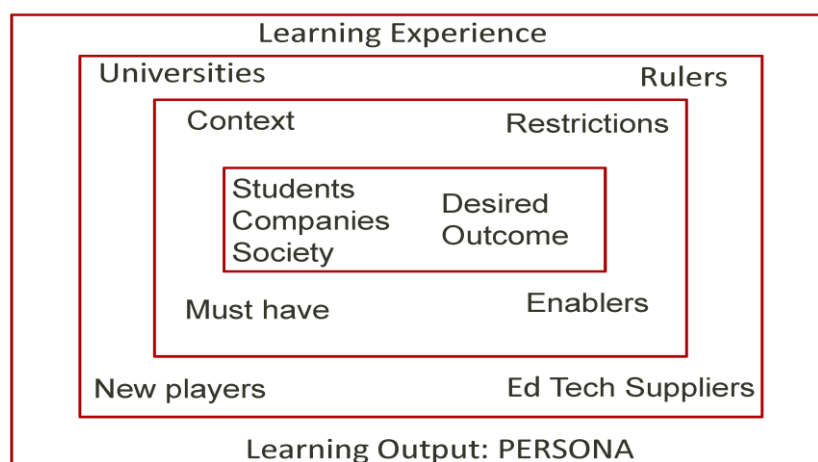 Learning Experience
Universities
Rulers
Context
Restrictions
Students
Companies
Society
Desired
Outcome
Must have
Enablers
New players
Ed Tech Suppliers
Learning Output: PERSONA